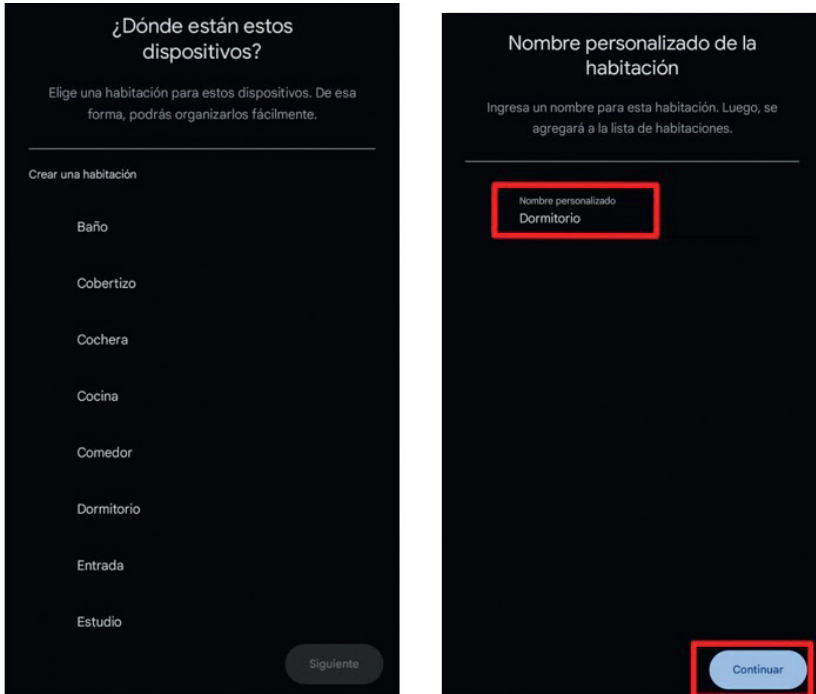 ¿Dónde están estos
dispositivos?
Elige una habitación para estos dispositivos. De esa
forma, podrás organizarlos fácilmente.
Crear una habitación
Baño
Cobertizo
Cochera
Cocina
Comedor
Dormitorio
Entrada
Estudio
Siguiente
Nombre personalizado de la
habitación
Ingresa un nombre para esta habitación. Luego, se
agregará a la lista de habitaciones.
Nombre personalizado
Dormitorio
Continuar